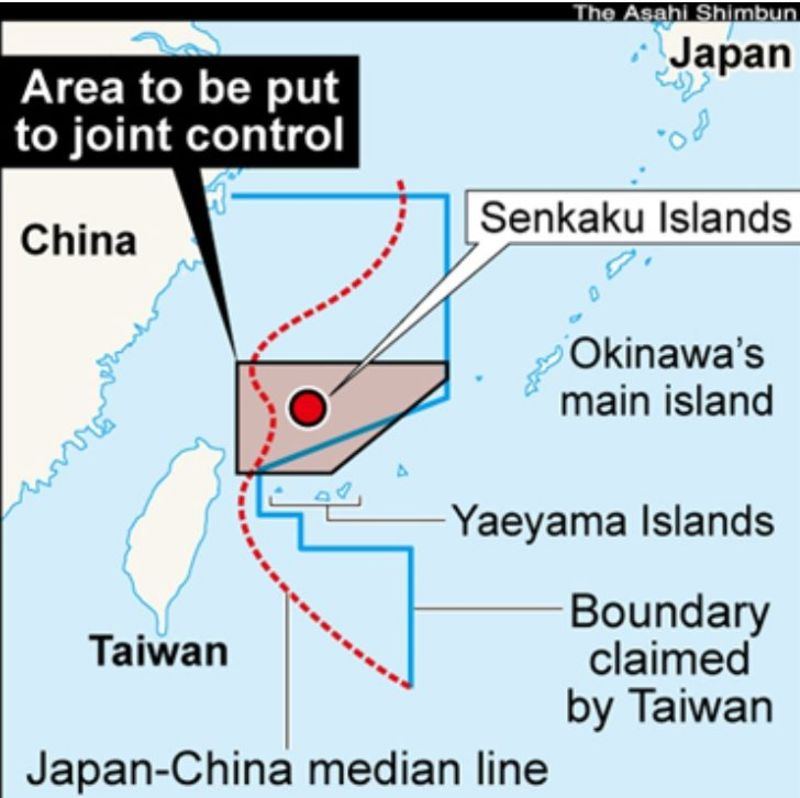 The Asahi Shimbun
Japan
Area to be put
to joint control
China
Senkaku Islands
Okinawa's
main island
Yaeyama Islands
Boundary
claimed
by Taiwan
Taiwan
Japan-China median line